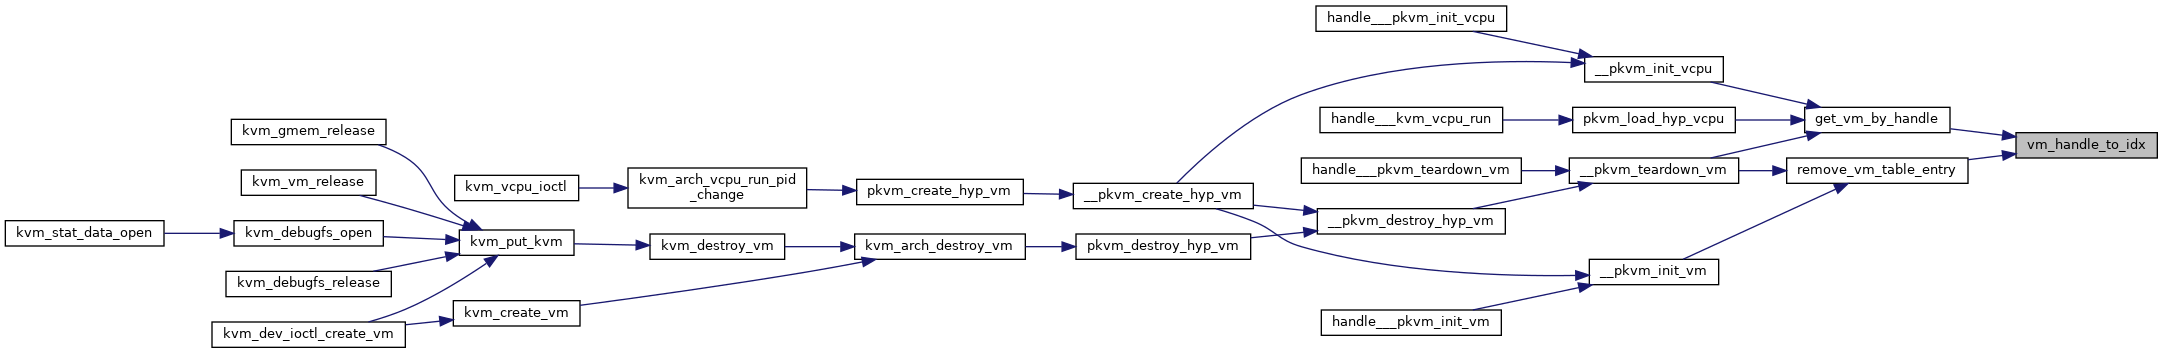 handle___pkvm_init_vcpu
__pkvm_init_vcpu
handle___kvm_vcpu_run
pkvm_load_hyp_vcpu
get_vm_by_handle
kvm_gmem_release
vm_handle_to_idx
kvm_vm_release
kvm_vcpu_ioctl
kvm_arch_vcpu_run_pid
_change
pkvm_create_hyp_vm
__pkvm_create_hyp_vm
handle___pkvm_teardown_vm
__pkvm_teardown_vm
remove_vm_table_entry
__pkvm_destroy_hyp_vm
kvm_stat_data_open
kvm_debugfs_open
kvm_put_kvm
kvm_destroy_vm
kvm_arch_destroy_vm
pkvm_destroy_hyp_vm
kvm_debugfs_release
__pkvm_init_vm
kvm_create_vm
kvm_dev_ioctl_create_vm
handle___pkvm_init_vm